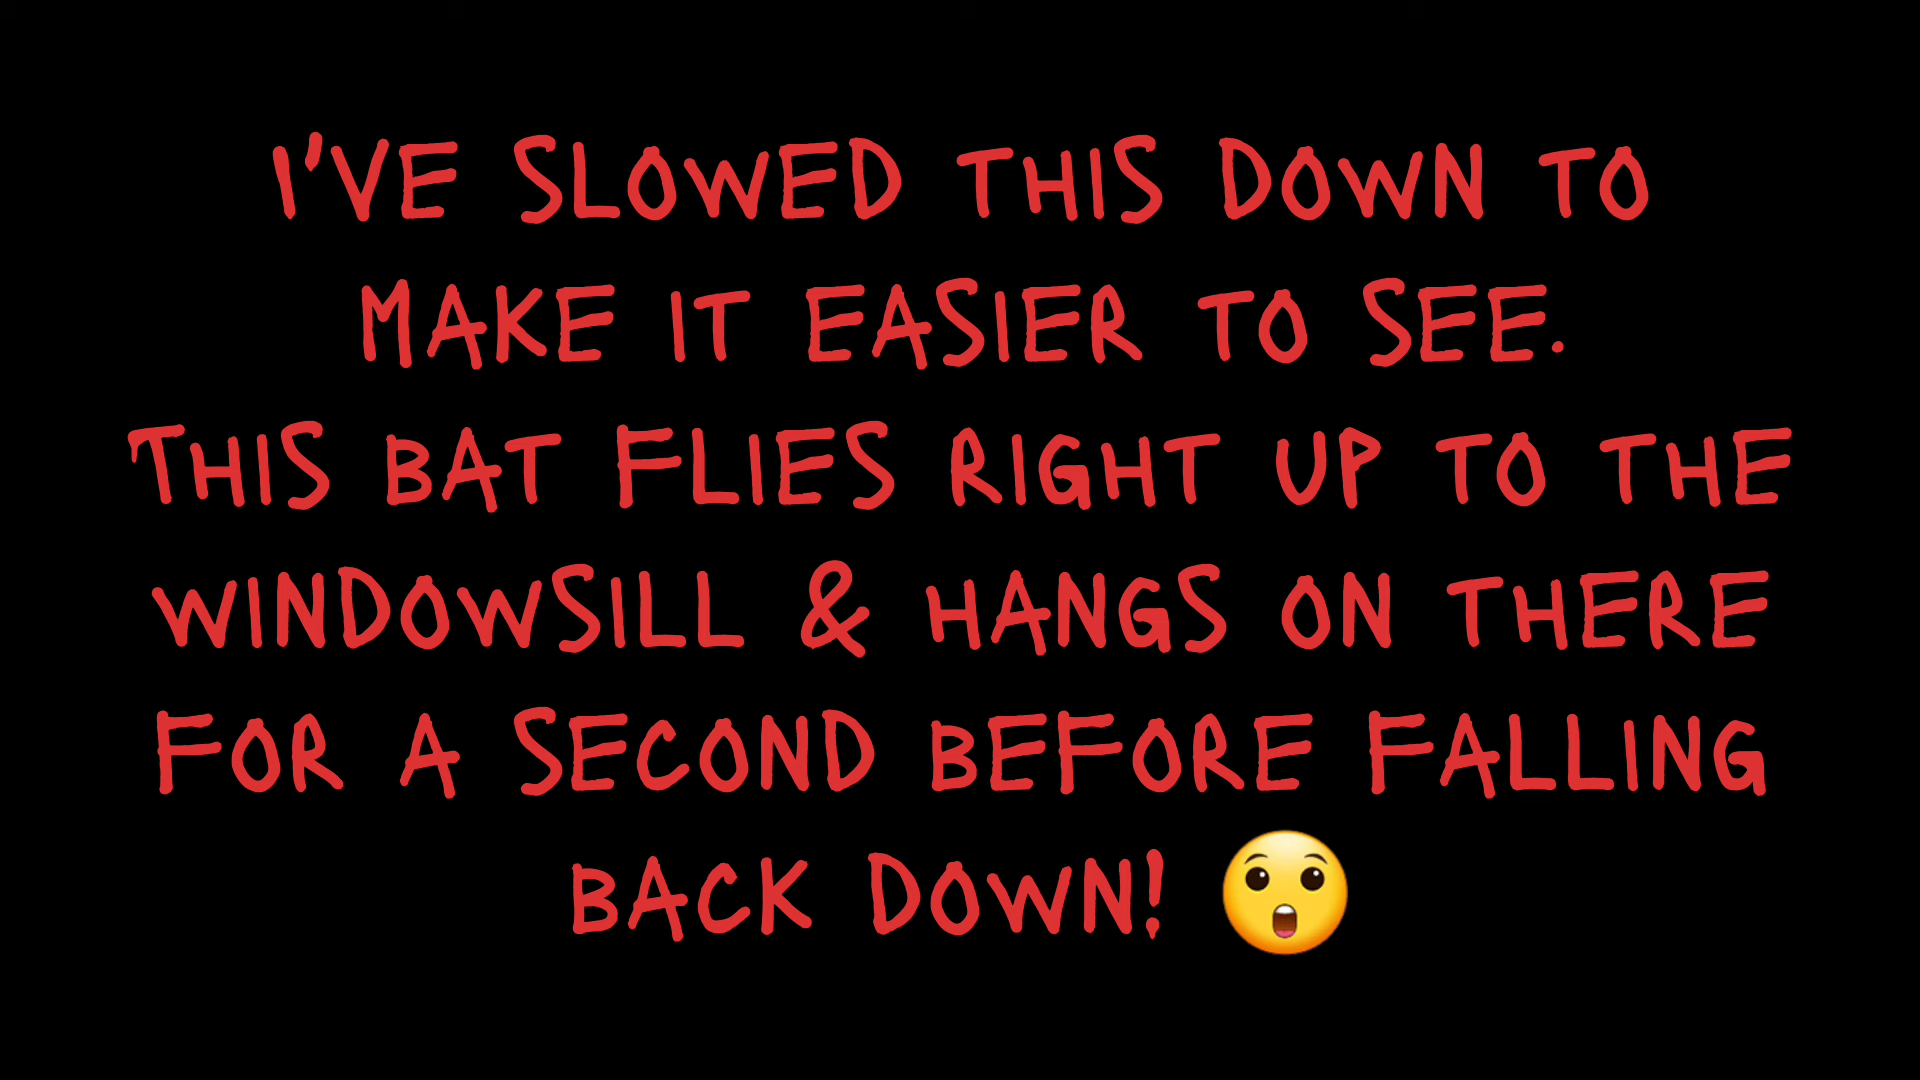 I'VE SLOWED THIS DOWN TO
MAKE IT EASIER TO SEE.
THIS BAT FLIES RIGHT UP TO THE
WINDOWSILL & HANGS ON THERE
FOR A SECOND BEFORE FALLING
BACK DOWN! 😲